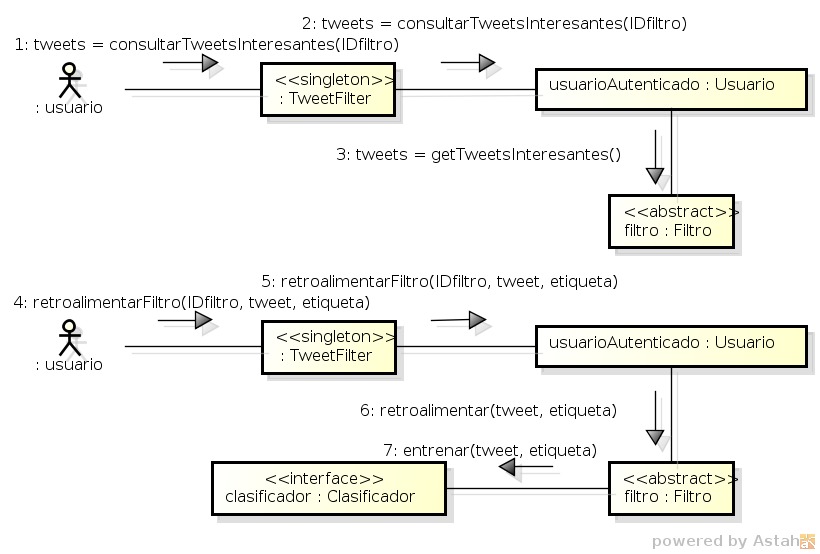 2: tweets = consultarTweetsInteresantes(IDfiltro)
1: tweets = consultarTweetsInteresantes(IDfiltro)
<<singleton>>
: TweetFilter
usuarioAutenticado : Usuario
: usuario
3: tweets = getTweetsInteresantes()
<<abstract>>
filtro : Filtro
5: retroalimentarFiltro(IDfiltro, tweet, etiqueta)
4: retroalimentarFiltro(IDfiltro, tweet, etiqueta)
<<singleton>>
: TweetFilter
usuarioAutenticado : Usuario
: usuario
6: retroalimentar(tweet, etiqueta)
7: entrenar(tweet, etiqueta)
<<interface>>
clasificador : Clasificador
<<abstract>>
filtro : Filtro
powered by Astah